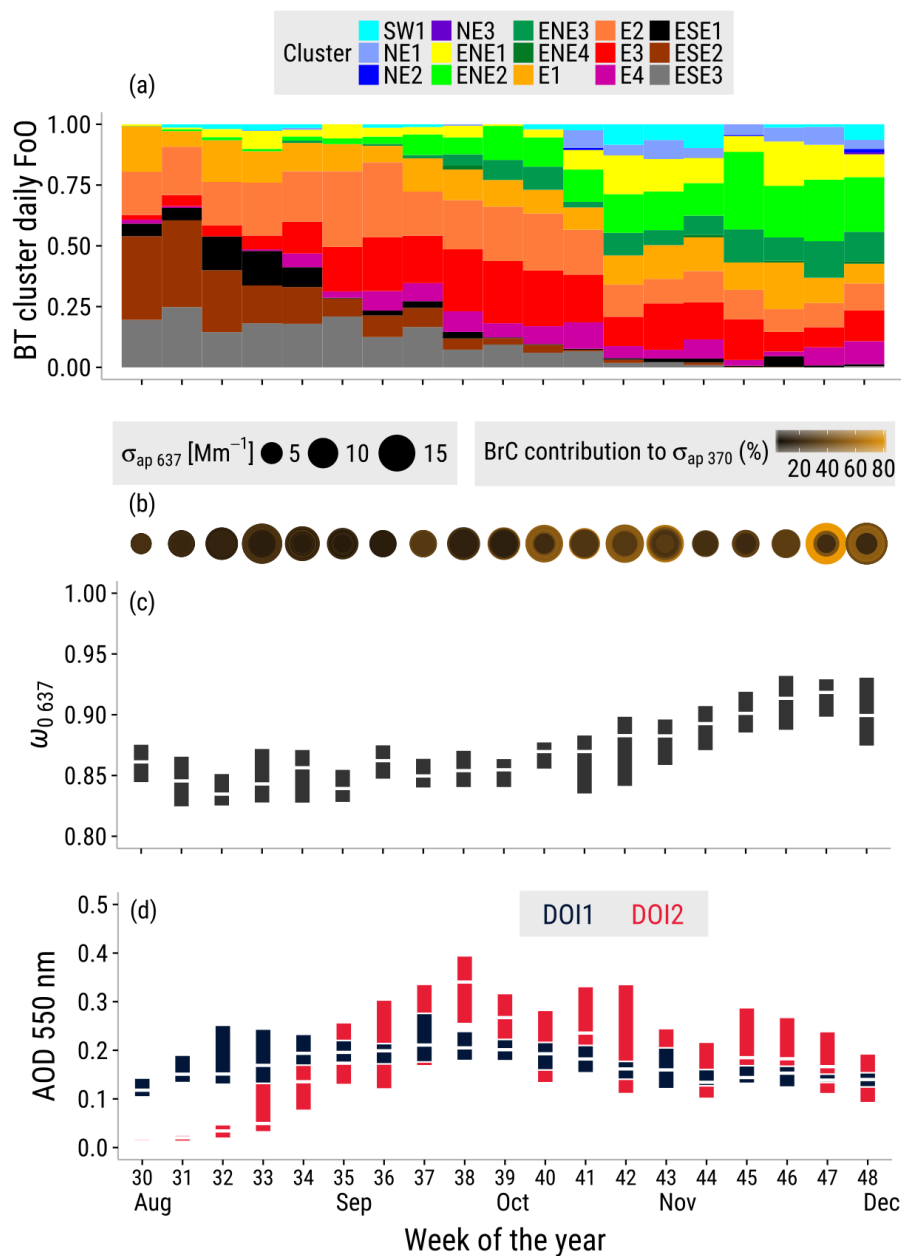 Cluster
SW1 NE3 ENE3 E2 ESE1
NE1 ENE1 ENE4 E3 ESE2
NE2 ENE2 E1 E4 ESE3
(a)
BT cluster daily FoO
1.00
0.75
0.50
0.25
0.00
σap 637 [Mm−1] 5 10 15
BrC contribution to σap 370 (%)
20 40 60 80
(b)
(c)
ω0 637
1.00
0.95
0.90
0.85
0.80
(d)
DOI1 DOI2
AOD 550 nm
0.5
0.4
0.3
0.2
0.1
0.0
30 31 32 33 34 35 36 37 38 39 40 41 42 43 44 45 46 47 48
Aug Sep Oct Nov Dec
Week of the year